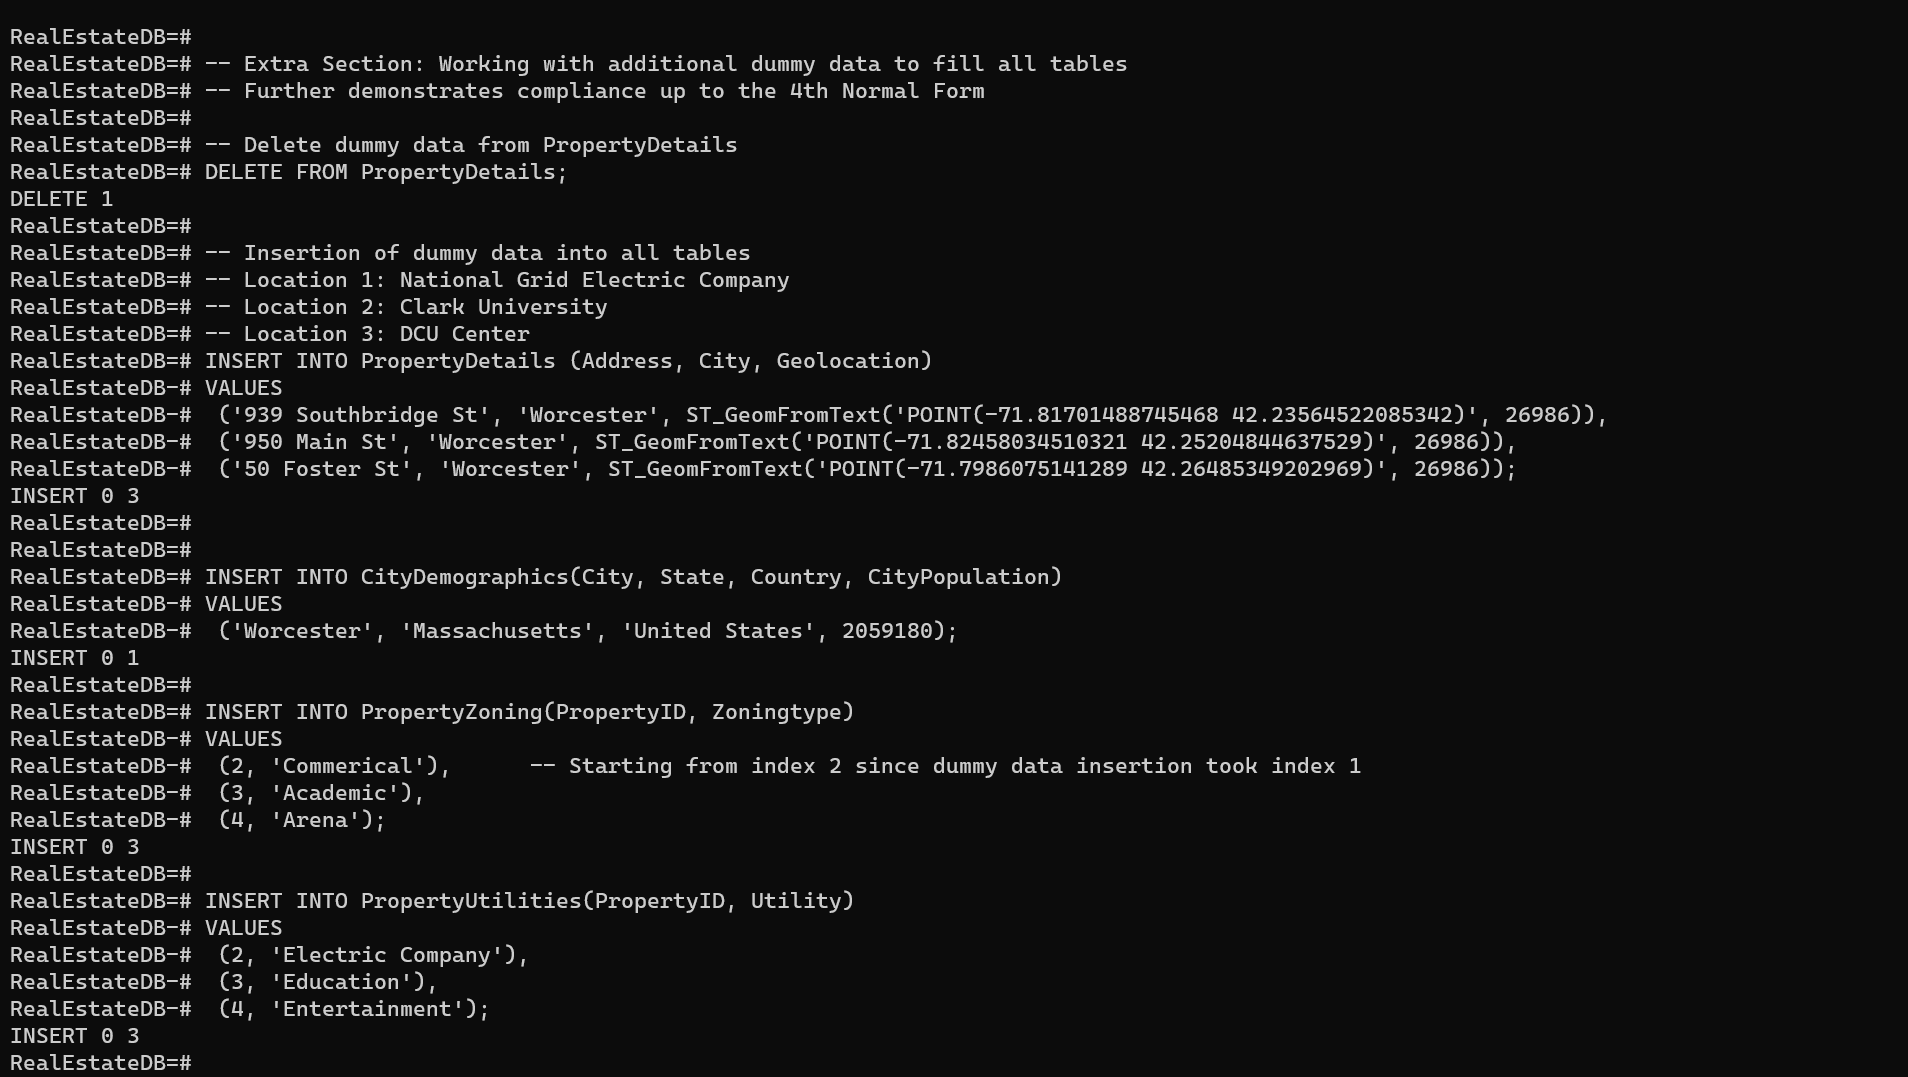 RealEstateDB=#
RealEstateDB=# -- Extra Section: Working with additional dummy data to fill all tables
RealEstateDB=# -- Further demonstrates compliance up to the 4th Normal Form
RealEstateDB=#
RealEstateDB=# -- Delete dummy data from PropertyDetails
RealEstateDB=# DELETE FROM PropertyDetails;
DELETE 1
RealEstateDB=#
RealEstateDB=# -- Insertion of dummy data into all tables
RealEstateDB=# -- Location 1: National Grid Electric Company
RealEstateDB=# -- Location 2: Clark University
RealEstateDB=# -- Location 3: DCU Center
RealEstateDB=# INSERT INTO PropertyDetails (Address, City, Geolocation)
RealEstateDB-# VALUES
RealEstateDB-#  ('939 Southbridge St', 'Worcester', ST_GeomFromText('POINT(-71.81701488745468 42.23564522085342)', 26986)),
RealEstateDB-#  ('950 Main St', 'Worcester', ST_GeomFromText('POINT(-71.82458034510321 42.25204844637529)', 26986)),
RealEstateDB-#  ('50 Foster St', 'Worcester', ST_GeomFromText('POINT(-71.7986075141289 42.26485349202969)', 26986));
INSERT 0 3
RealEstateDB=#
RealEstateDB=#
RealEstateDB=# INSERT INTO CityDemographics(City, State, Country, CityPopulation)
RealEstateDB-# VALUES
RealEstateDB-#  ('Worcester', 'Massachusetts', 'United States', 2059180);
INSERT 0 1
RealEstateDB=#
RealEstateDB=# INSERT INTO PropertyZoning(PropertyID, Zoningtype)
RealEstateDB-# VALUES
RealEstateDB-#  (2, 'Commerical'),      -- Starting from index 2 since dummy data insertion took index 1
RealEstateDB-#  (3, 'Academic'),
RealEstateDB-#  (4, 'Arena');
INSERT 0 3
RealEstateDB=#
RealEstateDB=# INSERT INTO PropertyUtilities(PropertyID, Utility)
RealEstateDB-# VALUES
RealEstateDB-#  (2, 'Electric Company'),
RealEstateDB-#  (3, 'Education'),
RealEstateDB-#  (4, 'Entertainment');
INSERT 0 3
RealEstateDB=#